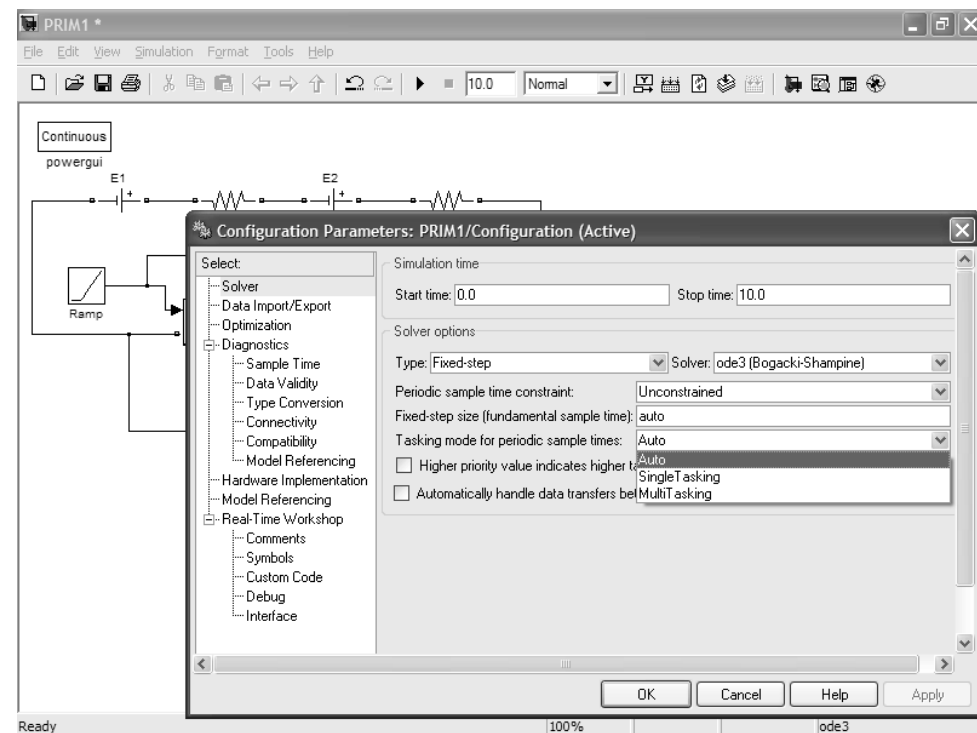 PRIM1 *
File Edit View Simulation Format Tools Help
10.0 Normal
Continuous
powergui
E1 E2
Ramp
Configuration Parameters: PRIM1/Configuration (Active)
Select:
Solver
Data Import/Export
Optimization
Diagnostics
Sample Time
Data Validity
Type Conversion
Connectivity
Compatibility
Model Referencing
Hardware Implementation
Model Referencing
Real-Time Workshop
Comments
Symbols
Custom Code
Debug
Interface
Simulation time
Start time: 0.0 Stop time: 10.0
Solver options
Type: Fixed-step Solver: ode3 (Bogacki-Shampine)
Periodic sample time constraint: Unconstrained
Fixed-step size (fundamental sample time): auto
Tasking mode for periodic sample times: Auto
Auto
SingleTasking
MultiTasking
Higher priority value indicates higher
Automatically handle data transfers
OK Cancel Help Apply
Ready 100% ode3